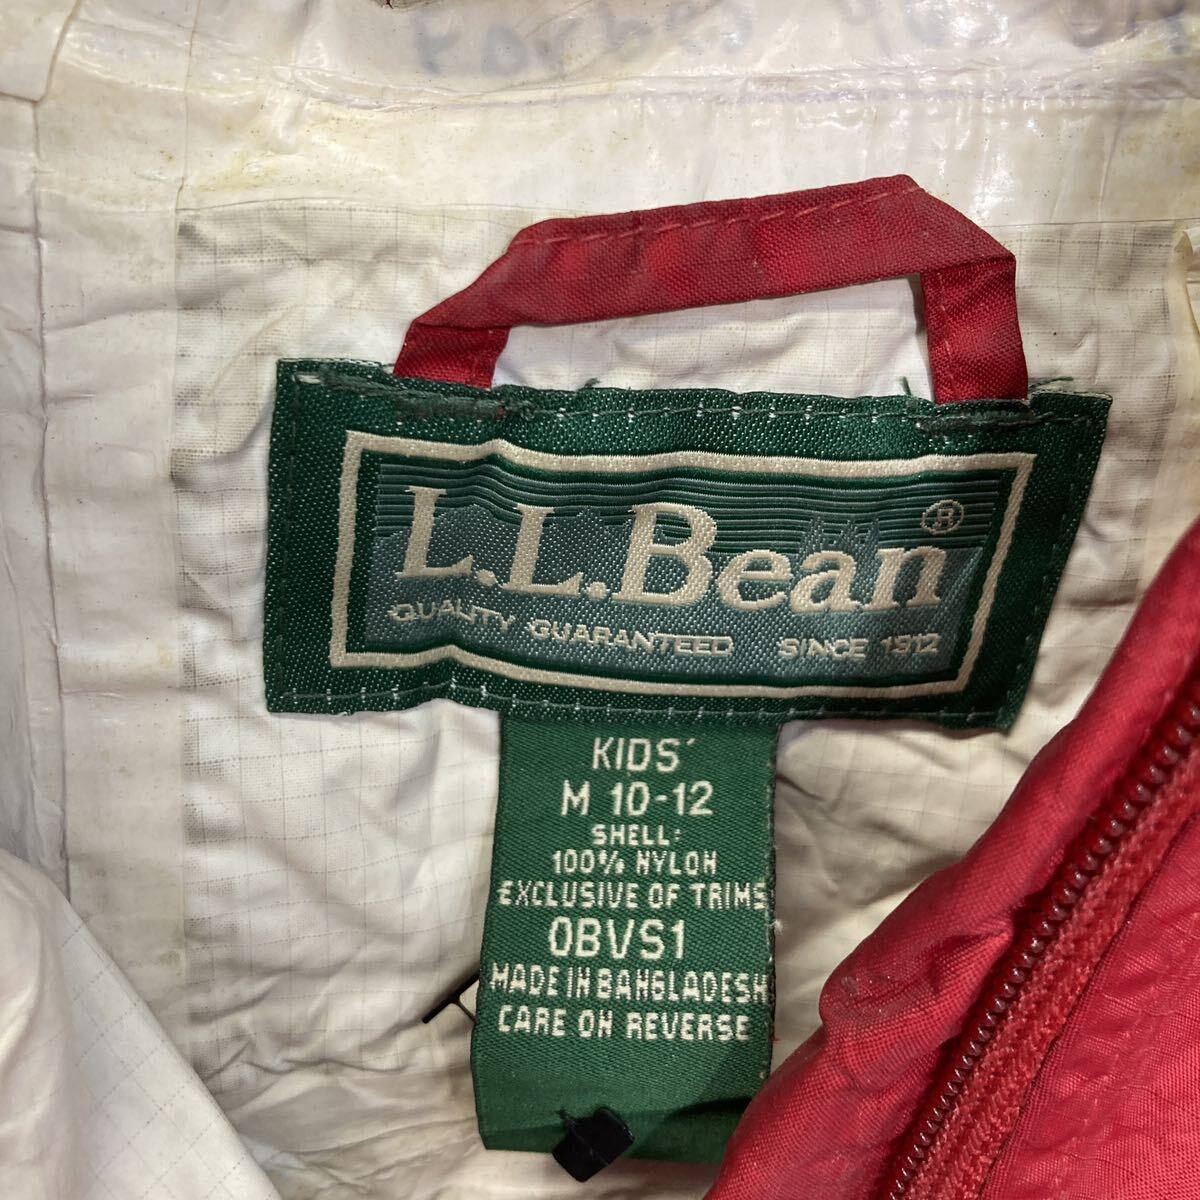 L.L.Bean®
QUALITY GUARANTEED SINCE 1912
KIDS'
M 10-12
SHELL:
100% NYLON
EXCLUSIVE OF TRIMS
0BVS1
MADE IN BANGLADESH
CARE ON REVERSE